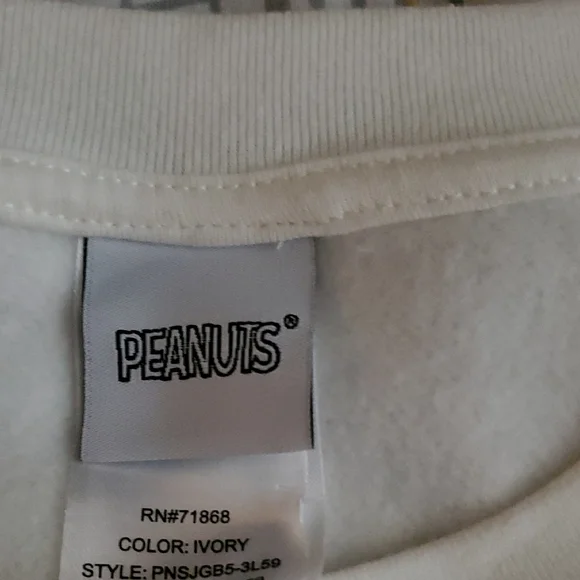 PEANUTS®
RN#71868
COLOR: IVORY
STYLE: PNSJGB5-3L59